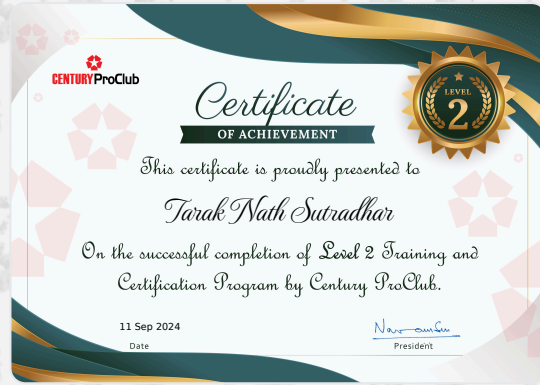 CENTURY ProClub
Certificate
OF ACHIEVEMENT
LEVEL
2
This certificate is proudly presented to
Tarak Nath Sutradhar
On the successful completion of Level 2 Training and
Certification Program by Century ProClub.
11 Sep 2024
Date
President